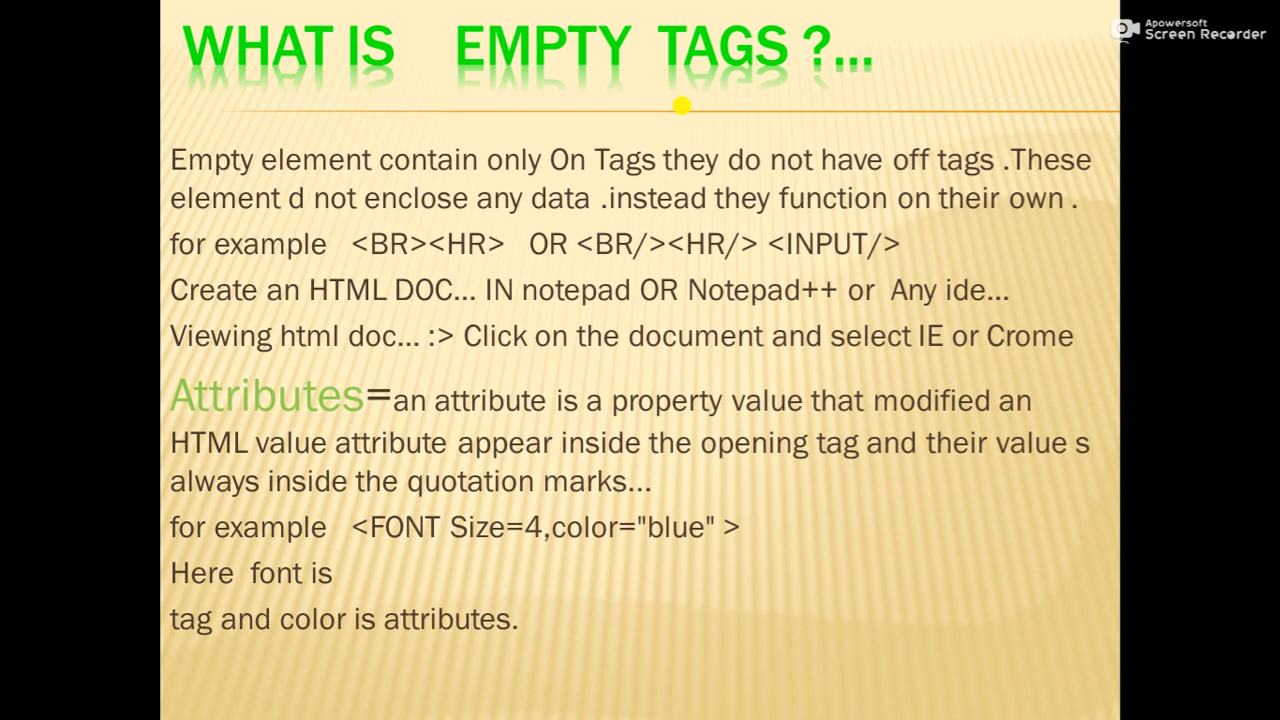 WHAT IS EMPTY TAGS ?...
Apowersoft
Screen Recorder
Empty element contain only On Tags they do not have off tags .These
element d not enclose any data .instead they function on their own .
for example <BR><HR> OR <BR/><HR/> <INPUT/>
Create an HTML DOC... IN notepad OR Notepad++ or Any ide...
Viewing html doc... :> Click on the document and select IE or Crome
Attributes=an attribute is a property value that modified an
HTML value attribute appear inside the opening tag and their value s
always inside the quotation marks...
for example <FONT Size=4,color="blue" >
Here font is
tag and color is attributes.